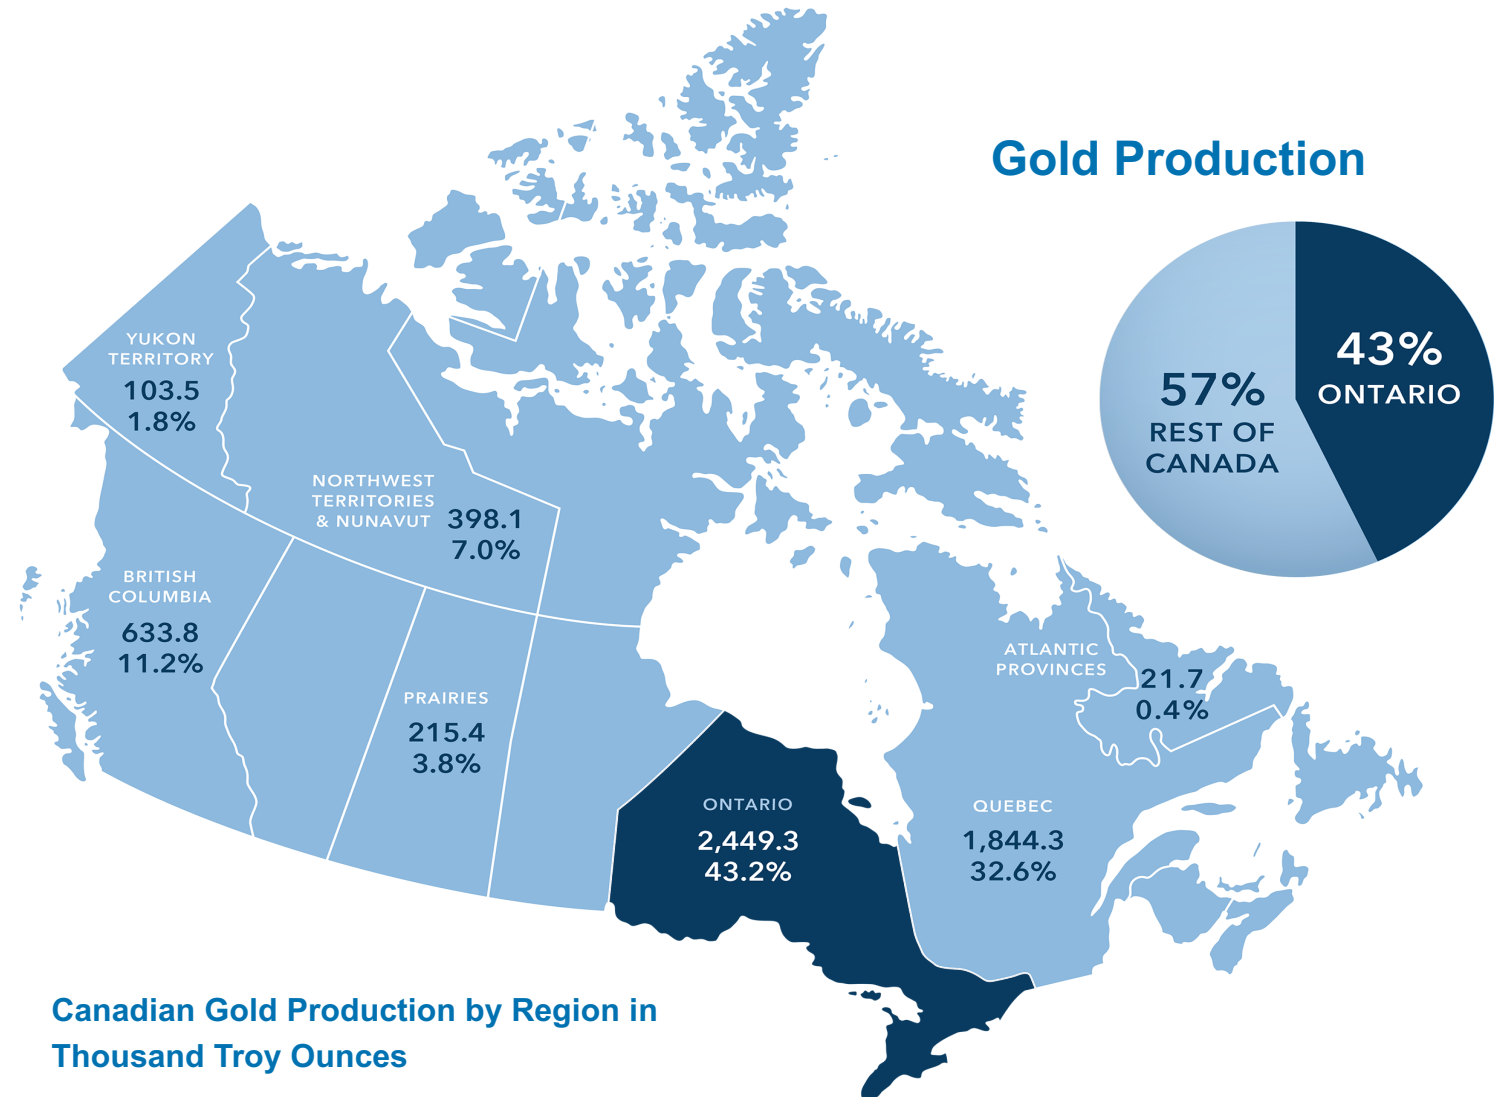 Gold Production
43%
ONTARIO
57%
REST OF
CANADA
YUKON
TERRITORY
103.5
1.8%
NORTHWEST
TERRITORIES
& NUNAVUT
398.1
7.0%
BRITISH
COLUMBIA
633.8
11.2%
PRAIRIES
215.4
3.8%
ONTARIO
2,449.3
43.2%
QUEBEC
1,844.3
32.6%
ATLANTIC
PROVINCES
21.7
0.4%
Canadian Gold Production by Region in
Thousand Troy Ounces